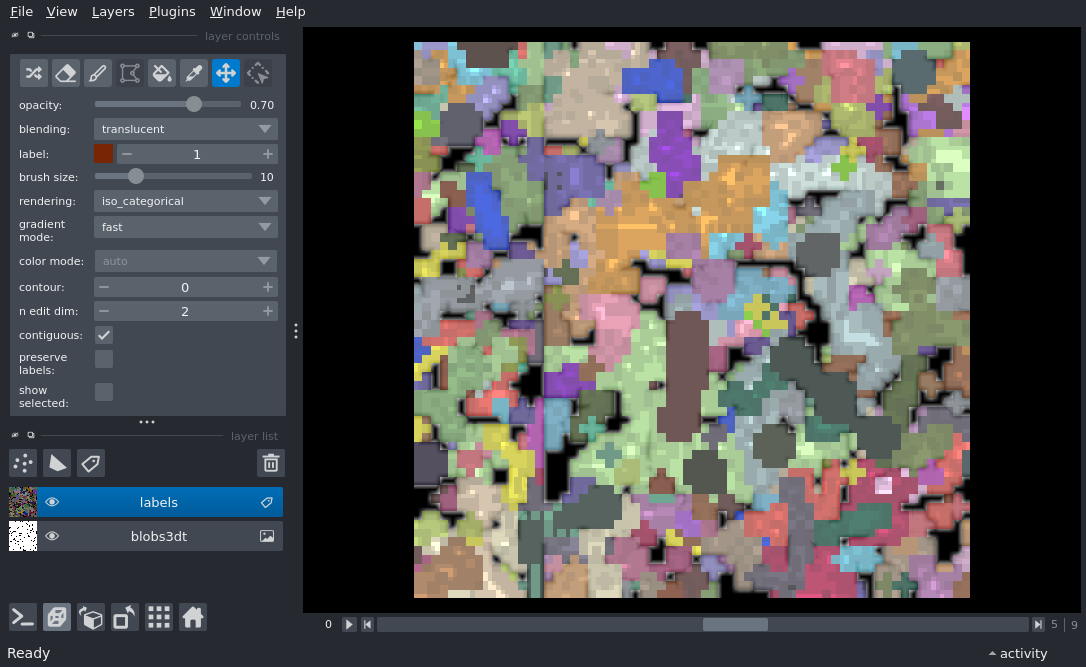 File View Layers Plugins Window Help
layer controls
opacity: 0.70
blending: translucent
label: 1
brush size: 10
rendering: iso_categorical
gradient
mode: fast
color mode: auto
contour: 0
n edit dim: 2
contiguous:
preserve
labels:
show
selected:
layer list
labels
blobs3dt
0 5 | 9
Ready activity